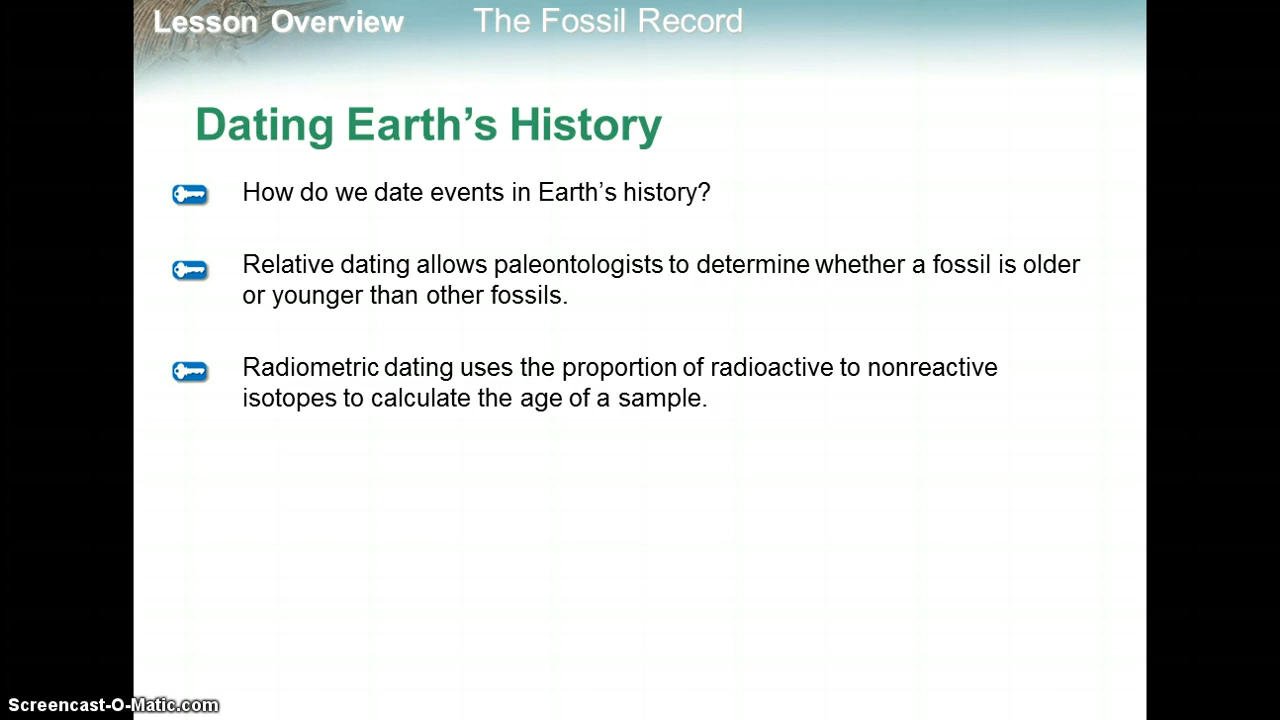 Lesson Overview The Fossil Record
Dating Earth’s History
How do we date events in Earth’s history?
Relative dating allows paleontologists to determine whether a fossil is older
or younger than other fossils.
Radiometric dating uses the proportion of radioactive to nonreactive
isotopes to calculate the age of a sample.
Screencast-O-Matic.com